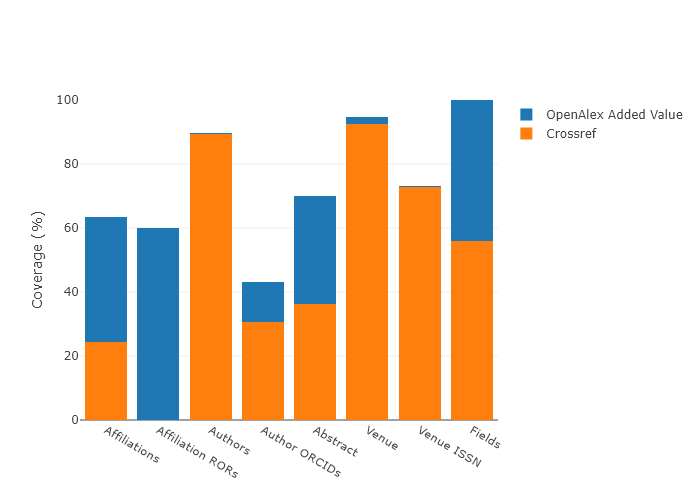 100
80
60
40
20
0
Coverage (%)
Affiliations
Affiliation RORs
Authors
Author ORCIDs
Abstract
Venue
Venue ISSN
Fields
OpenAlex Added Value
Crossref